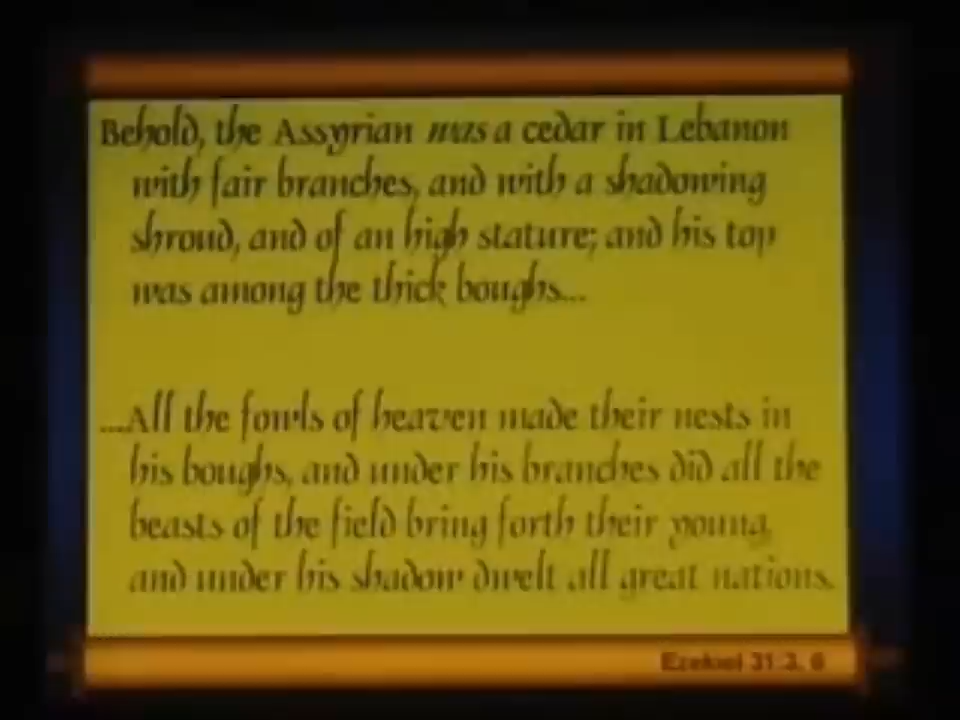 Behold, the Assyrian was a cedar in Lebanon
with fair branches, and with a shadowing
shroud, and of an high stature; and his top
was among the thick boughs...
...All the fowls of heaven made their nests in
his boughs, and under his branches did all the
beasts of the field bring forth their young,
and under his shadow dwelt all great nations.
Ezekiel 31:3, 6